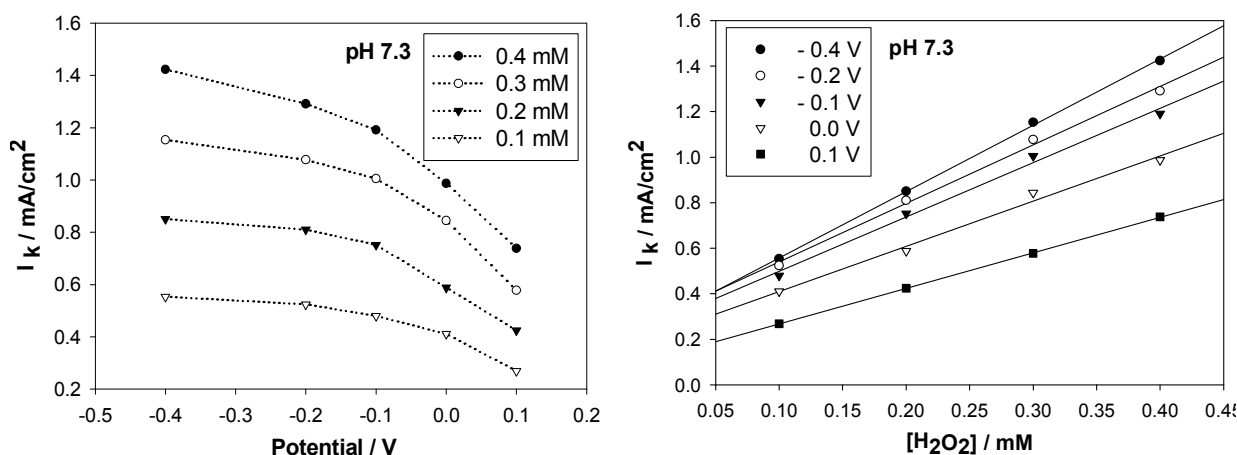 1.6
1.4
1.2
1.0
0.8
0.6
0.4
0.2
I k / mA/cm2
pH 7.3
0.4 mM
0.3 mM
0.2 mM
0.1 mM
-0.5 -0.4 -0.3 -0.2 -0.1 0.0 0.1 0.2
Potential / V
1.6
1.4
1.2
1.0
0.8
0.6
0.4
0.2
0.0
I k / mA/cm2
- 0.4 V
- 0.2 V
- 0.1 V
0.0 V
0.1 V
pH 7.3
0.05 0.10 0.15 0.20 0.25 0.30 0.35 0.40 0.45
[H2O2] / mM